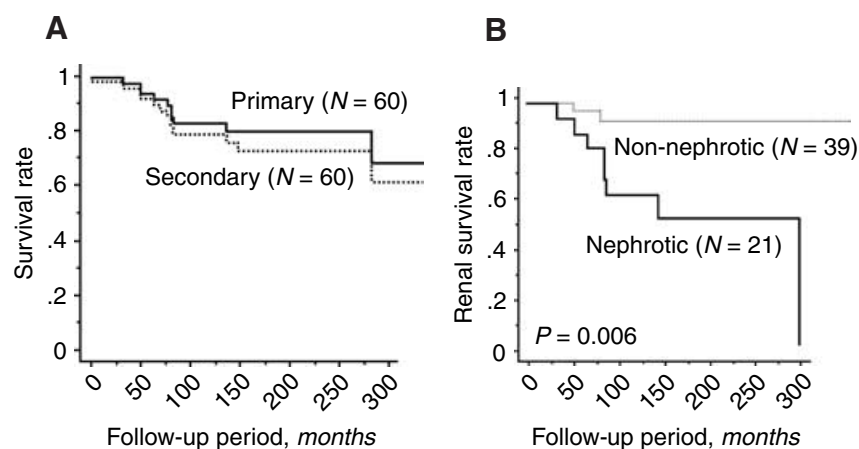 A
Survival rate
1
.8
.6
.4
.2
0
Primary (N = 60)
Secondary (N = 60)
0
50
100
150
200
250
300
Follow-up period, months
B
Renal survival rate
1
.8
.6
.4
.2
0
Non-nephrotic (N = 39)
Nephrotic (N = 21)
P = 0.006
0
50
100
150
200
250
300
Follow-up period, months